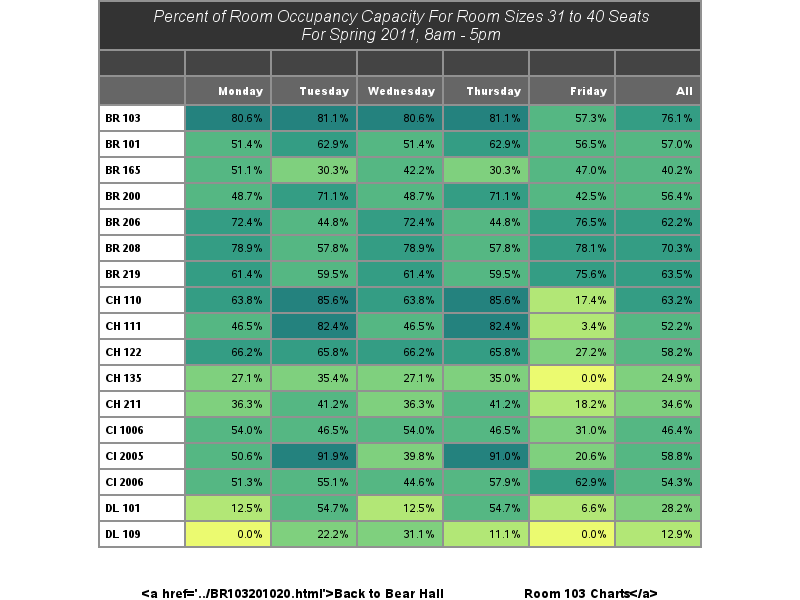 Percent of Room Occupancy Capacity For Room Sizes 31 to 40 Seats
For Spring 2011, 8am - 5pm
Monday Tuesday Wednesday Thursday Friday All
BR 103 80.6% 81.1% 80.6% 81.1% 57.3% 76.1%
BR 101 51.4% 62.9% 51.4% 62.9% 56.5% 57.0%
BR 165 51.1% 30.3% 42.2% 30.3% 47.0% 40.2%
BR 200 48.7% 71.1% 48.7% 71.1% 42.5% 56.4%
BR 206 72.4% 44.8% 72.4% 44.8% 76.5% 62.2%
BR 208 78.9% 57.8% 78.9% 57.8% 78.1% 70.3%
BR 219 61.4% 59.5% 61.4% 59.5% 75.6% 63.5%
CH 110 63.8% 85.6% 63.8% 85.6% 17.4% 63.2%
CH 111 46.5% 82.4% 46.5% 82.4% 3.4% 52.2%
CH 122 66.2% 65.8% 66.2% 65.8% 27.2% 58.2%
CH 135 27.1% 35.4% 27.1% 35.0% 0.0% 24.9%
CH 211 36.3% 41.2% 36.3% 41.2% 18.2% 34.6%
CI 1006 54.0% 46.5% 54.0% 46.5% 31.0% 46.4%
CI 2005 50.6% 91.9% 39.8% 91.0% 20.6% 58.8%
CI 2006 51.3% 55.1% 44.6% 57.9% 62.9% 54.3%
DL 101 12.5% 54.7% 12.5% 54.7% 6.6% 28.2%
DL 109 0.0% 22.2% 31.1% 11.1% 0.0% 12.9%
<a href='../BR103201020.html'>Back to Bear Hall Room 103 Charts</a>